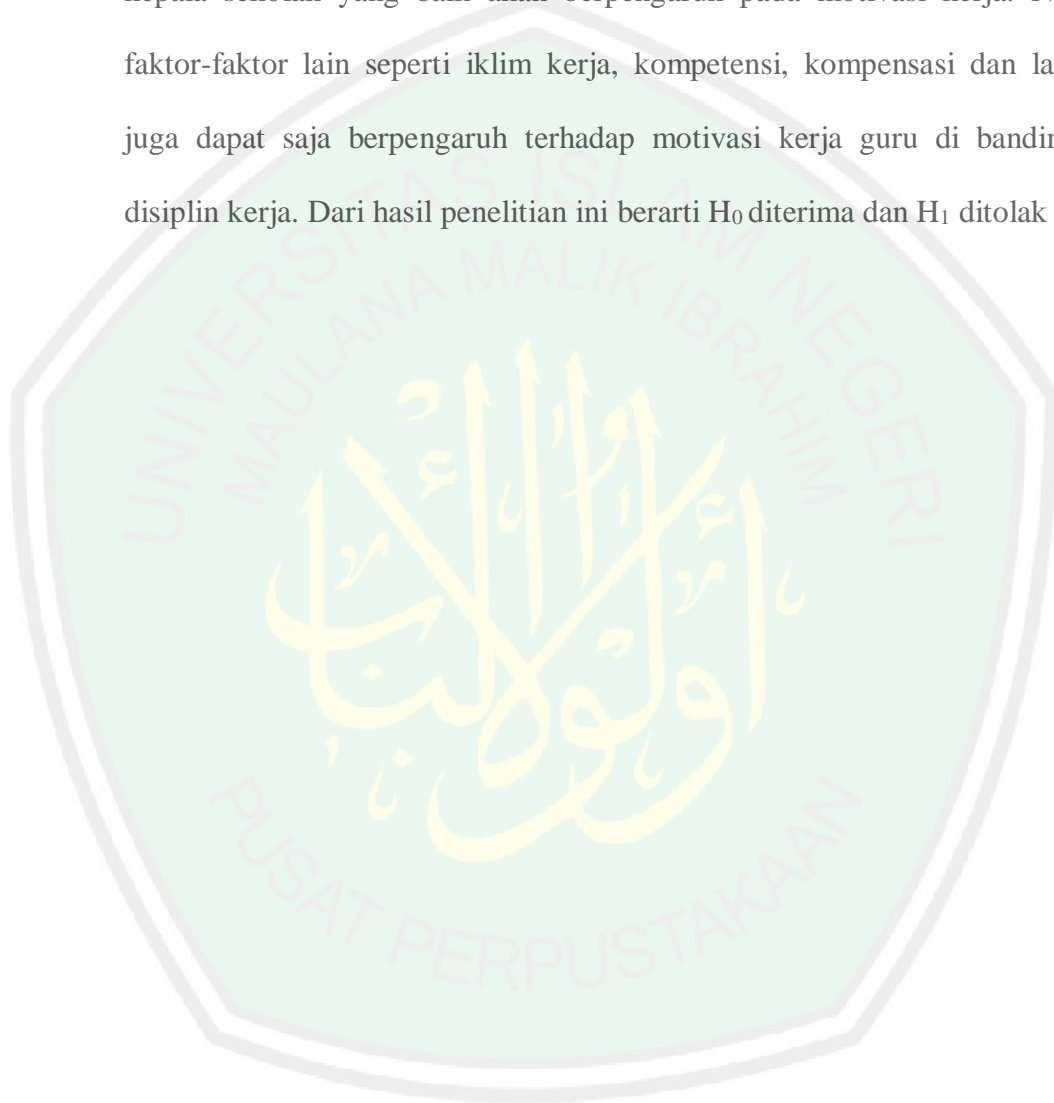 kepala sekolah yang baik akan berpengaruh pada motivasi kerja.
faktor-faktor lain seperti iklim kerja, kompetensi, kompensasi dan la
juga dapat saja berpengaruh terhadap motivasi kerja guru di bandin
disiplin kerja. Dari hasil penelitian ini berarti H₀ diterima dan H₁ ditolak
UNIVERSITAS ISLAM NEGERI
MAULANA MALIK IBRAHIM
أولوا الألباب
PUSAT PERPUSTAKAAN